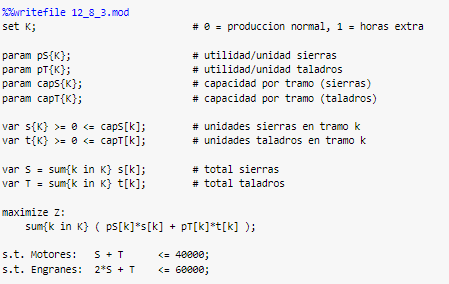 %%writefile 12_8_3.mod
set K; # 0 = produccion normal, 1 = horas extra
param pS{K}; # utilidad/unidad sierras
param pT{K}; # utilidad/unidad taladros
param capS{K}; # capacidad por tramo (sierras)
param capT{K}; # capacidad por tramo (taladros)
var s{K} >= 0 <= capS[k]; # unidades sierras en tramo k
var t{K} >= 0 <= capT[k]; # unidades taladros en tramo k
var S = sum{k in K} s[k]; # total sierras
var T = sum{k in K} t[k]; # total taladros
maximize Z:
sum{k in K} ( pS[k]*s[k] + pT[k]*t[k] );
s.t. Motores: S + T <= 40000;
s.t. Engranes: 2*S + T <= 60000;